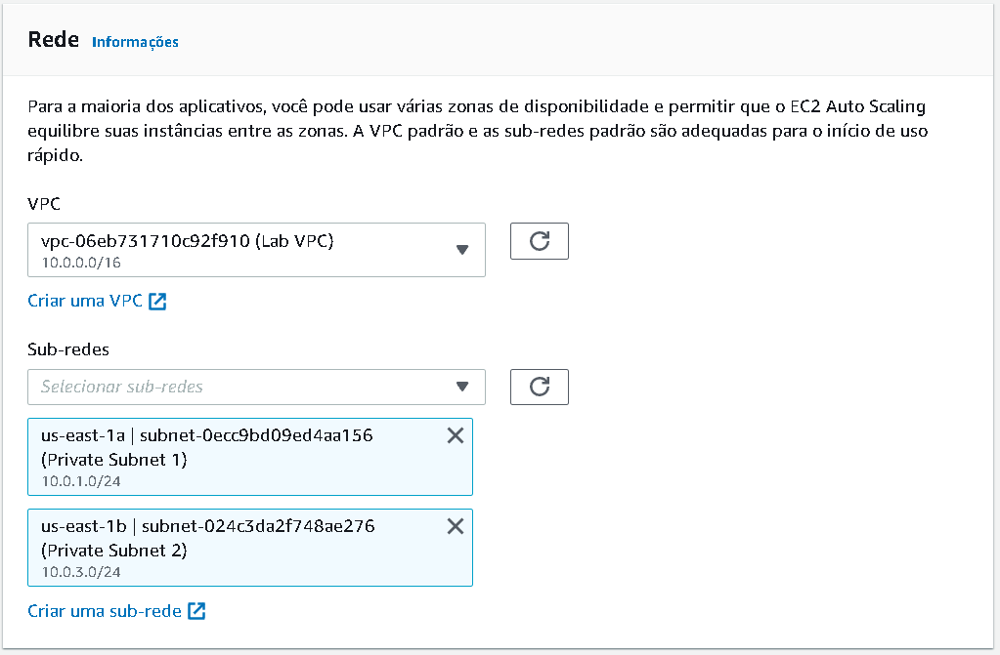 Rede Informações
Para a maioria dos aplicativos, você pode usar várias zonas de disponibilidade e permitir que o EC2 Auto Scaling
equilibre suas instâncias entre as zonas. A VPC padrão e as sub-redes padrão são adequadas para o início de uso
rápido.
VPC
vpc-06eb731710c92f910 (Lab VPC)
10.0.0.0/16
Criar uma VPC
Sub-redes
Selecionar sub-redes
us-east-1a | subnet-0ecc9bd09ed4aa156
(Private Subnet 1)
10.0.1.0/24
us-east-1b | subnet-024c3da2f748ae276
(Private Subnet 2)
10.0.3.0/24
Criar uma sub-rede